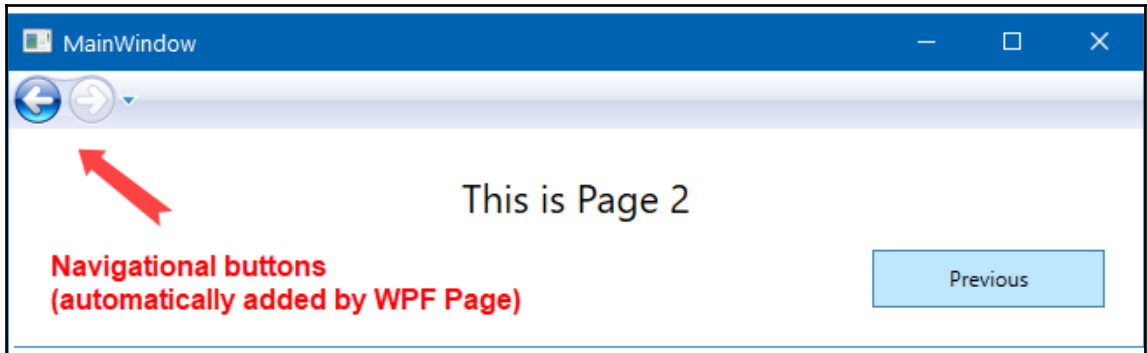 MainWindow
This is Page 2
Navigational buttons
(automatically added by WPF Page)
Previous